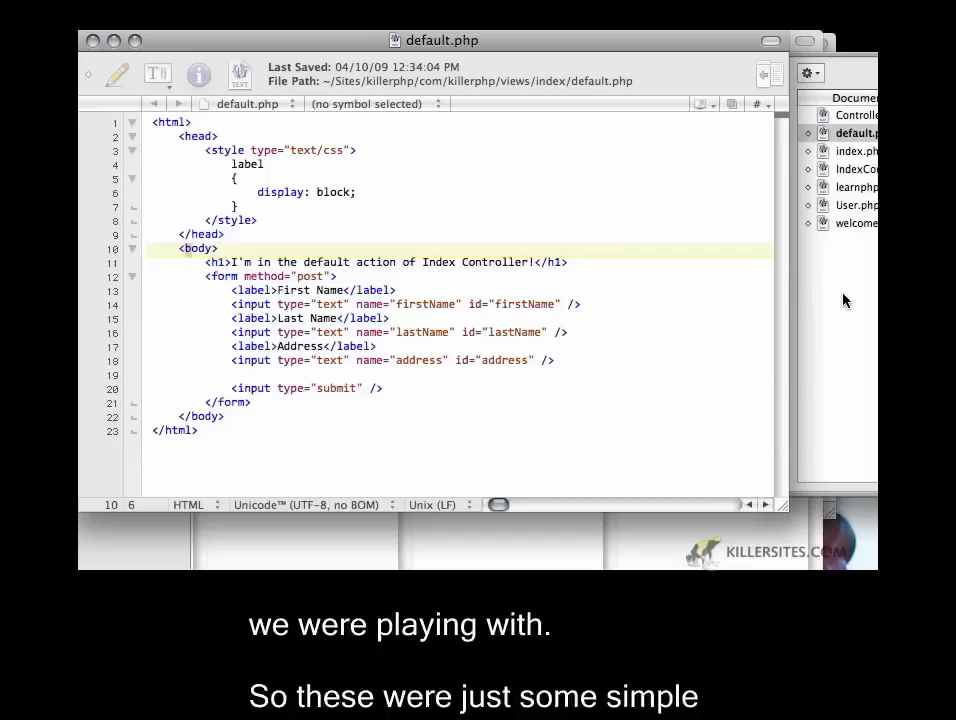 default.php
Last Saved: 04/10/09 12:34:04 PM
File Path: ~/Sites/killerphp/com/killerphp/views/index/default.php
TEXT
default.php (no symbol selected) #
1 <html>
2 <head>
3 <style type="text/css">
4 label
5 {
6 display: block;
7 }
8 </style>
9 </head>
10 <body>
11 <h1>I'm in the default action of Index Controller!</h1>
12 <form method="post">
13 <label>First Name</label>
14 <input type="text" name="firstName" id="firstName" />
15 <label>Last Name</label>
16 <input type="text" name="lastName" id="lastName" />
17 <label>Address</label>
18 <input type="text" name="address" id="address" />
19
20 <input type="submit" />
21 </form>
22 </body>
23 </html>
10 6 HTML Unicode™ (UTF-8, no BOM) Unix (LF)
Documen
Controlle
default.p
index.ph
IndexCon
learnphp
User.php
welcome
KILLERSITES.COM
we were playing with.
So these were just some simple